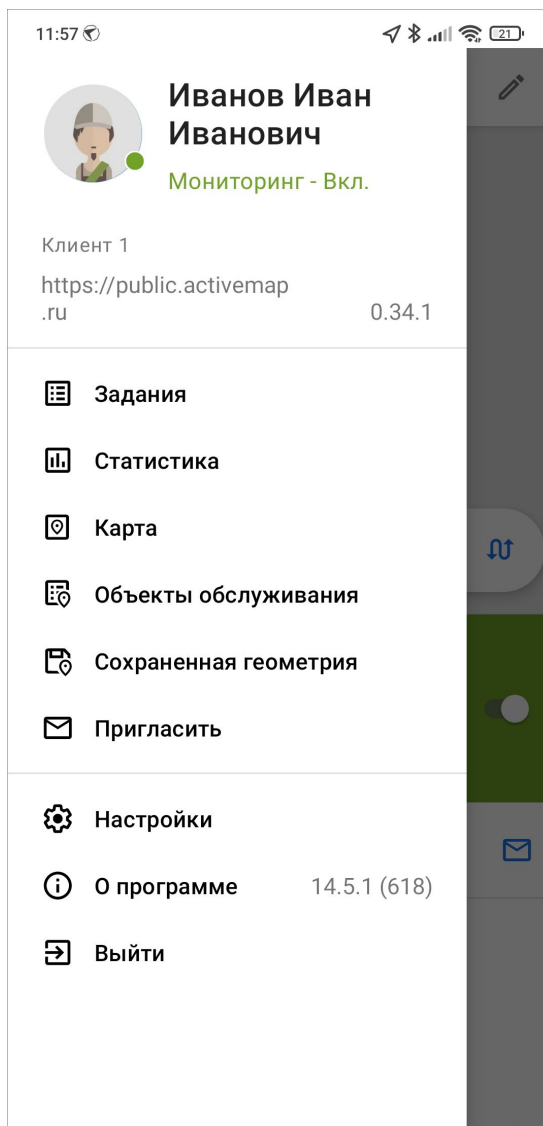 11:57
21
Иванов Иван
Иванович
Мониторинг - Вкл.
Клиент 1
https://public.activemap
.ru
0.34.1
Задания
Статистика
Карта
Объекты обслуживания
Сохраненная геометрия
Пригласить
Настройки
О программе 14.5.1 (618)
Выйти